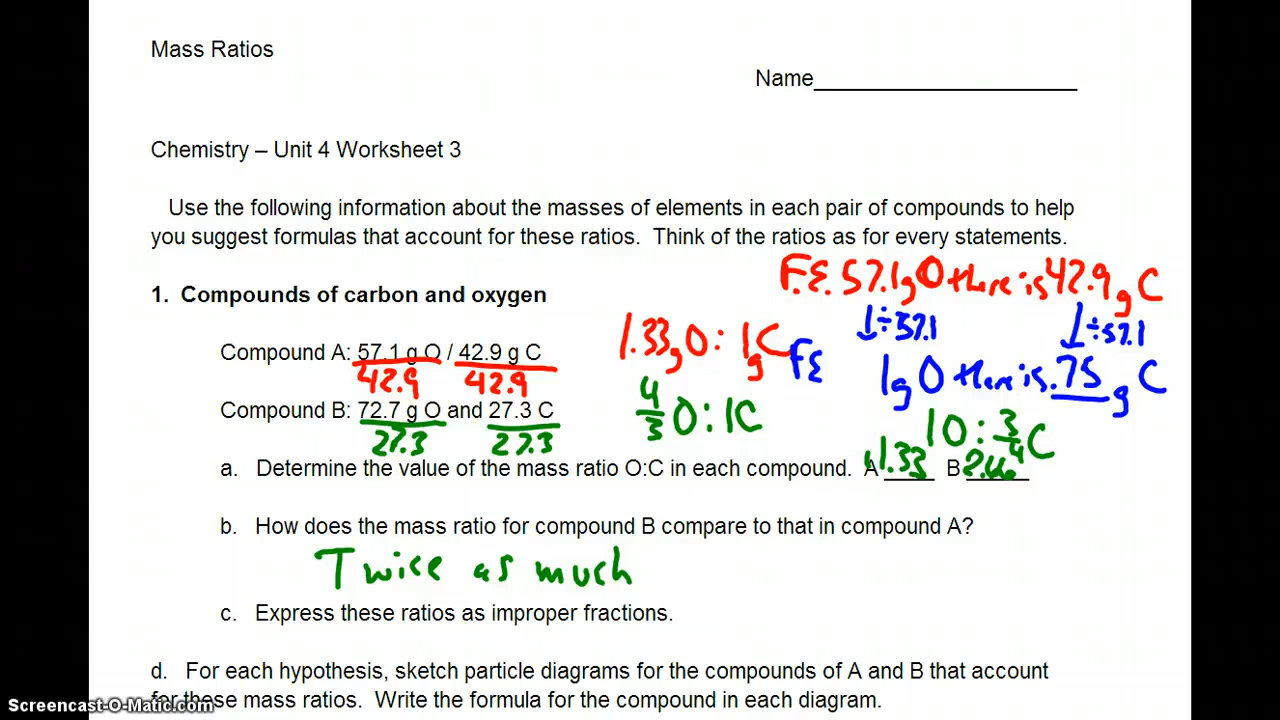 Mass Ratios
Name
Chemistry – Unit 4 Worksheet 3
Use the following information about the masses of elements in each pair of compounds to help
you suggest formulas that account for these ratios. Think of the ratios as for every statements.
F.E. 57.1g O there is 42.9 g C
1. Compounds of carbon and oxygen
↓÷57.1 ↓÷57.1
1.33g O : 1g C
Compound A: 57.1 g O / 42.9 g C
42.9 42.9
FE 1g O there is .75 g C
Compound B: 72.7 g O and 27.3 C
27.3 27.3
4/3 O : 1C
1O : 3/4 C
a. Determine the value of the mass ratio O:C in each compound. A 1.33 B 2.66
b. How does the mass ratio for compound B compare to that in compound A?
Twice as much
c. Express these ratios as improper fractions.
d. For each hypothesis, sketch particle diagrams for the compounds of A and B that account
for these mass ratios. Write the formula for the compound in each diagram.
Screencast-O-Matic.com